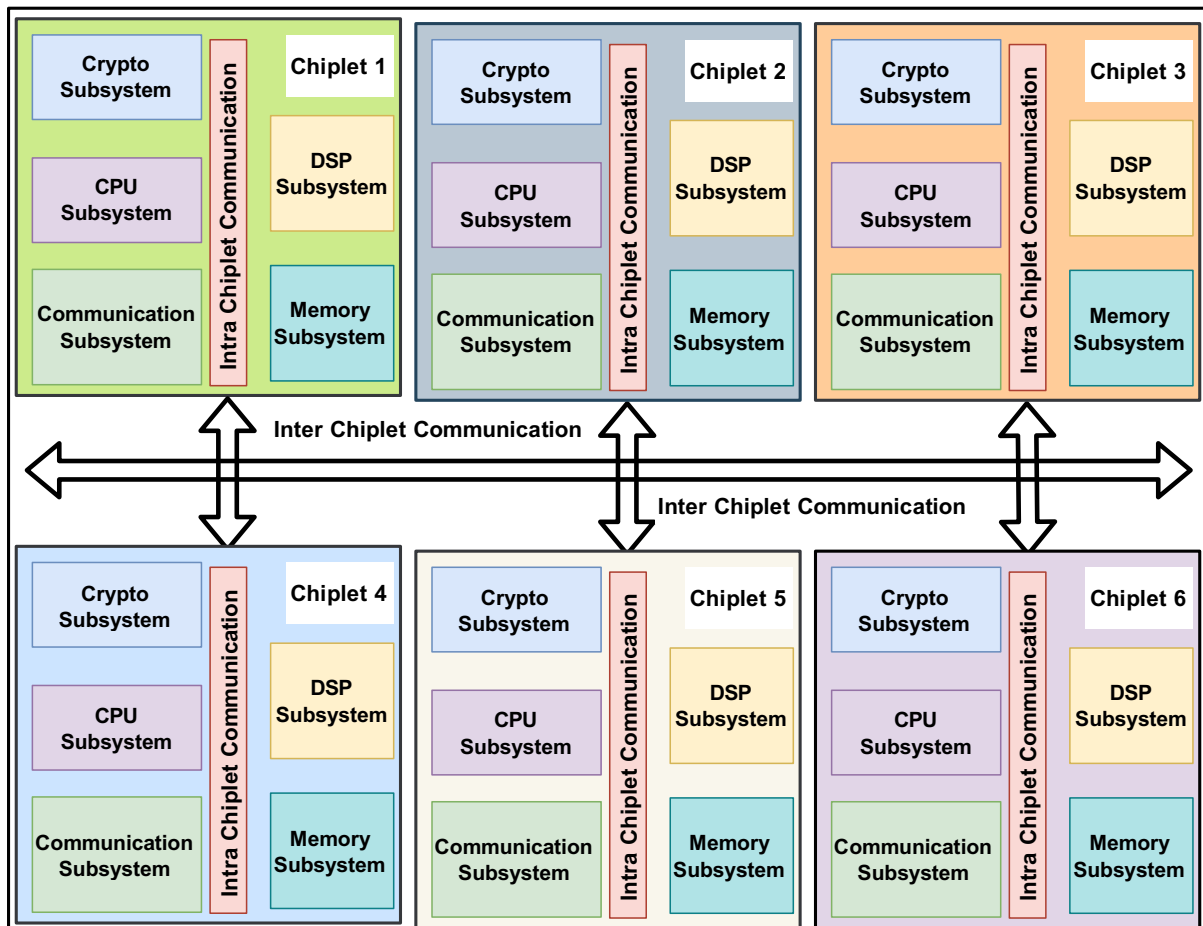 Crypto
Subsystem
Intra Chiplet Communication
Chiplet 1
CPU
Subsystem
DSP
Subsystem
Communication
Subsystem
Memory
Subsystem
Crypto
Subsystem
Intra Chiplet Communication
Chiplet 2
CPU
Subsystem
DSP
Subsystem
Communication
Subsystem
Memory
Subsystem
Crypto
Subsystem
Intra Chiplet Communication
Chiplet 3
CPU
Subsystem
DSP
Subsystem
Communication
Subsystem
Memory
Subsystem
Inter Chiplet Communication
Inter Chiplet Communication
Crypto
Subsystem
Intra Chiplet Communication
Chiplet 4
CPU
Subsystem
DSP
Subsystem
Communication
Subsystem
Memory
Subsystem
Crypto
Subsystem
Intra Chiplet Communication
Chiplet 5
CPU
Subsystem
DSP
Subsystem
Communication
Subsystem
Memory
Subsystem
Crypto
Subsystem
Intra Chiplet Communication
Chiplet 6
CPU
Subsystem
DSP
Subsystem
Communication
Subsystem
Memory
Subsystem